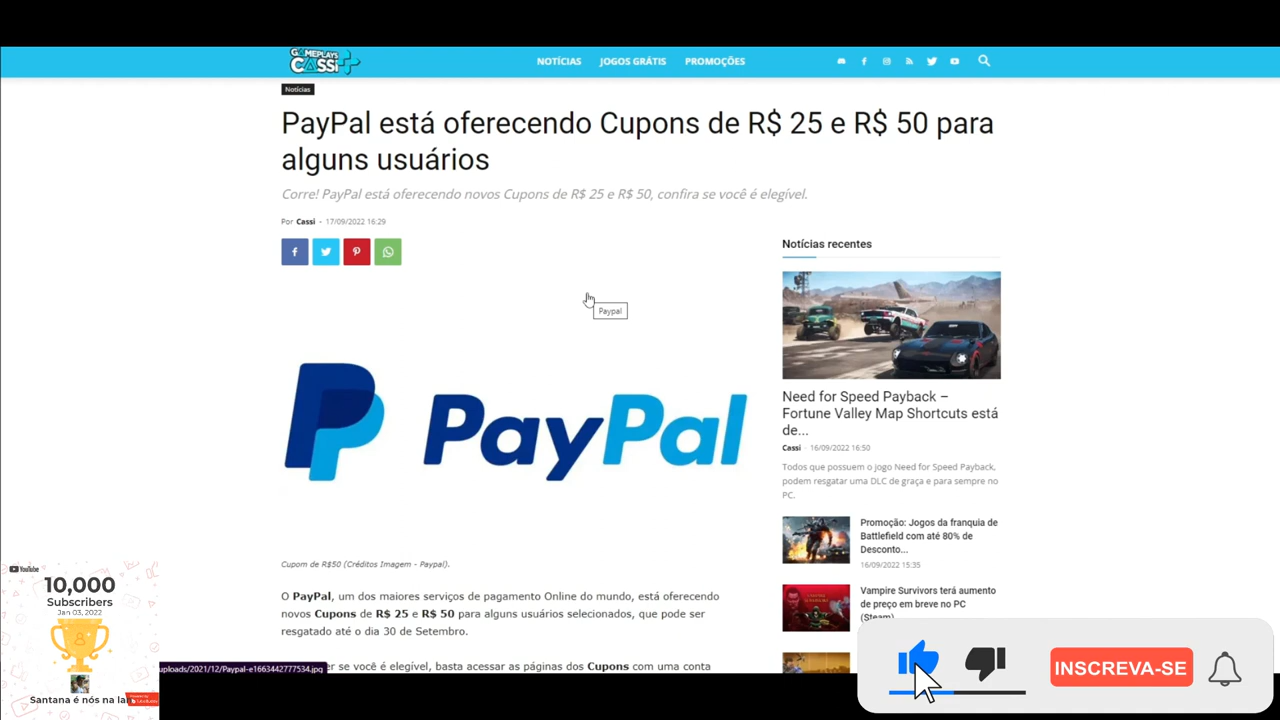 GAMEPLAYS
CASSI
NOTÍCIAS
JOGOS GRÁTIS
PROMOÇÕES
Notícias
PayPal está oferecendo Cupons de R$ 25 e R$ 50 para
alguns usuários
Corre! PayPal está oferecendo novos Cupons de R$ 25 e R$ 50, confira se você é elegível.
Por Cassi - 17/09/2022 16:29
Paypal
PayPal
Cupom de R$50 (Créditos Imagem - Paypal).
O PayPal, um dos maiores serviços de pagamento Online do mundo, está oferecendo
novos Cupons de R$ 25 e R$ 50 para alguns usuários selecionados, que pode ser
resgatado até o dia 30 de Setembro.
er se você é elegível, basta acessar as páginas dos Cupons com uma conta
Notícias recentes
Need for Speed Payback –
Fortune Valley Map Shortcuts está
de...
Cassi - 16/09/2022 16:50
Todos que possuem o jogo Need for Speed Payback,
podem resgatar uma DLC de graça e para sempre no
PC.
Promoção: Jogos da franquia de
Battlefield com até 80% de
Desconto...
16/09/2022 15:35
Vampire Survivors terá aumento
de preço em breve no PC
(Steam)
YouTube
10,000
Subscribers
Jan 03, 2022
Santana é nós na la
uploads/2021/12/Paypal-e1663442777534.jpg
INSCREVA-SE